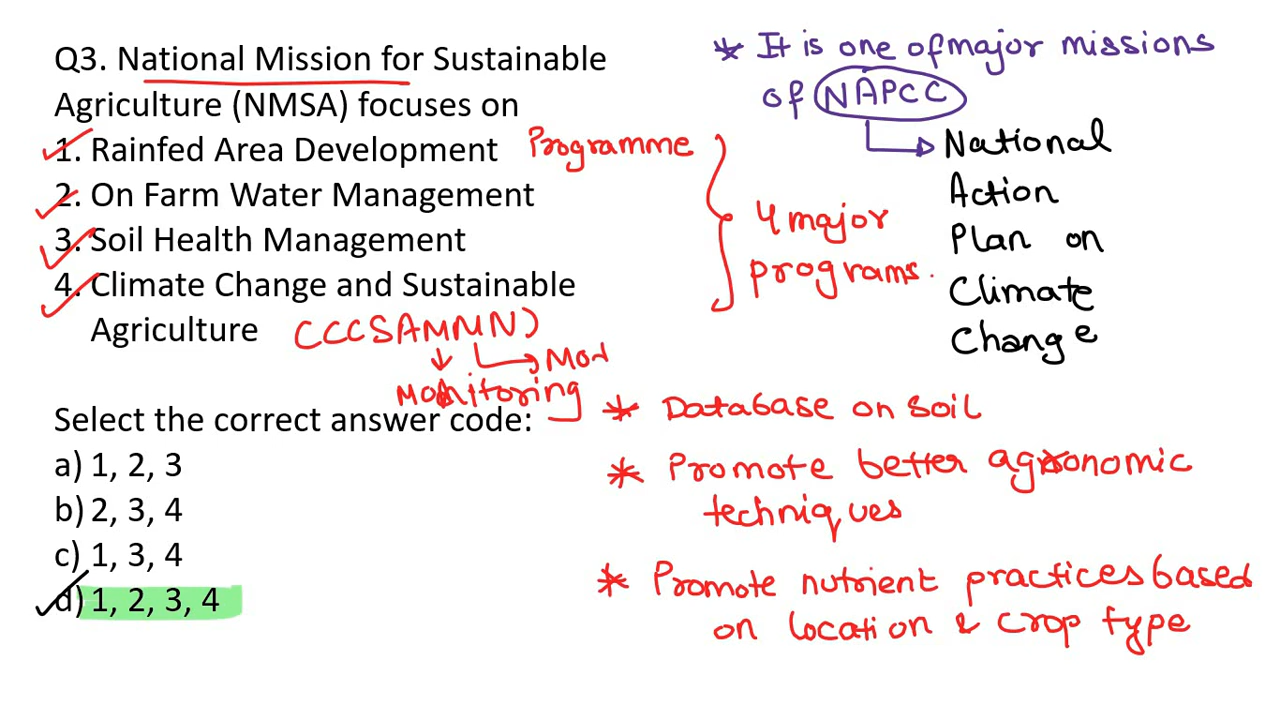 Q3. National Mission for Sustainable
Agriculture (NMSA) focuses on
1. Rainfed Area Development Programme
2. On Farm Water Management
3. Soil Health Management
4. Climate Change and Sustainable
Agriculture CCCSAMMN)
Monitoring
Mod
4 major
programs.
Select the correct answer code:
a) 1, 2, 3
b) 2, 3, 4
c) 1, 3, 4
d) 1, 2, 3, 4
* It is one of major missions
of NAPCC
National
Action
Plan on
Climate
Change
* Database on soil
* Promote better agronomic
techniques
* Promote nutrient practices based
on location & crop type